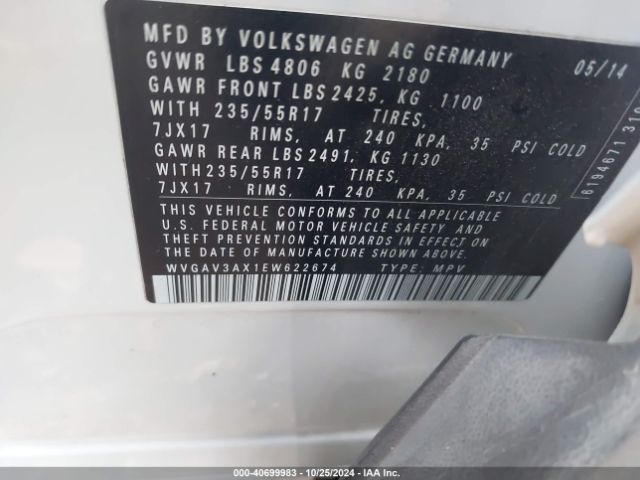 MFD BY VOLKSWAGEN AG GERMANY 05/14
GVWR LBS 4806 KG 2180
GAWR FRONT LBS 2425, KG 1100
WITH 235/55R17 TIRES,
7JX17 RIMS, AT 240 KPA, 35 PSI COLD
GAWR REAR LBS 2491, KG 1130
WITH 235/55R17 TIRES,
7JX17 RIMS, AT 240 KPA, 35 PSI COLD
THIS VEHICLE CONFORMS TO ALL APPLICABLE
U.S. FEDERAL MOTOR VEHICLE SAFETY AND
THEFT PREVENTION STANDARDS IN EFFECT ON
THE DATE OF MANUFACTURE SHOWN ABOVE.
WVGAV3AX1EW622674 TYPE: MPV
6194671 310
000-40699983 - 10/25/2024 - IAA Inc.